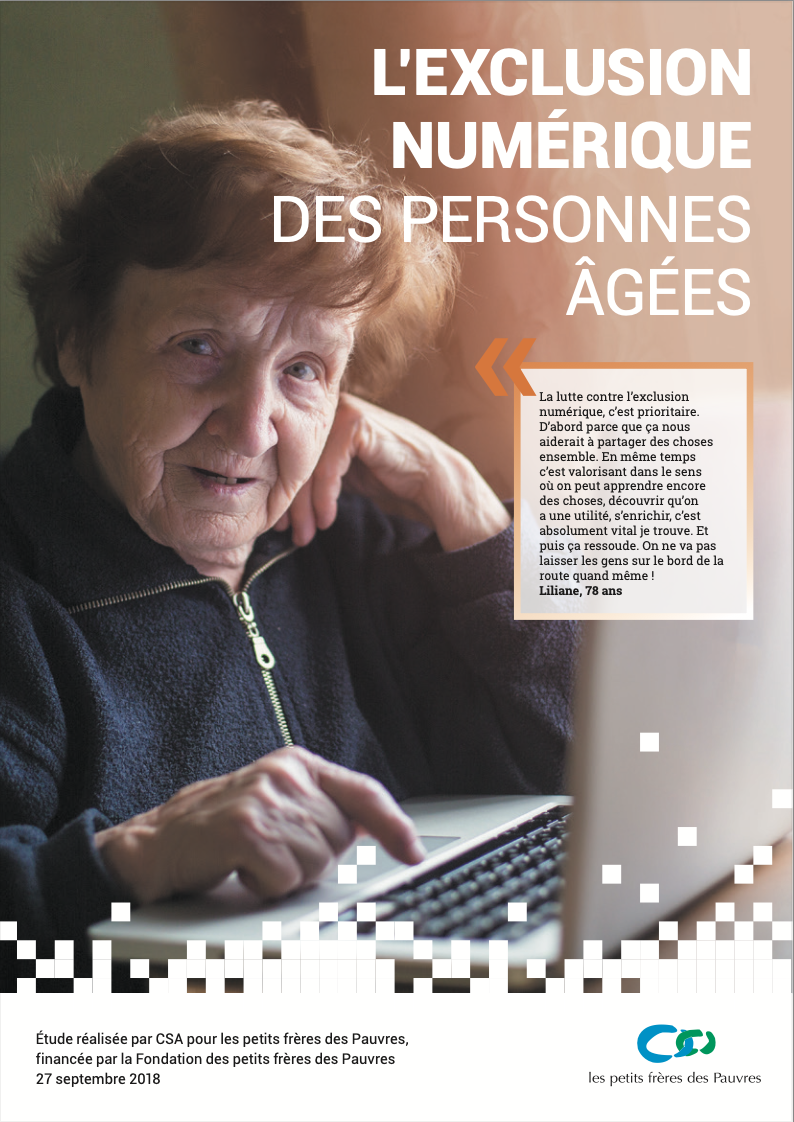 L'EXCLUSION
NUMÉRIQUE
DES PERSONNES
ÂGÉES
«
La lutte contre l'exclusion
numérique, c'est prioritaire.
D'abord parce que ça nous
aiderait à partager des choses
ensemble. En même temps
c'est valorisant dans le sens
où on peut apprendre encore
des choses, découvrir qu'on
a une utilité, s'enrichir, c'est
absolument vital je trouve. Et
puis ça ressoude. On ne va pas
laisser les gens sur le bord de la
route quand même !
Liliane, 78 ans
Étude réalisée par CSA pour les petits frères des Pauvres,
financée par la Fondation des petits frères des Pauvres
27 septembre 2018
les petits frères des Pauvres